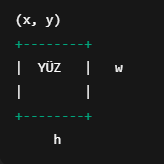 (x, y)
+--------+
|  YÜZ   |   w
|        |
+--------+
     h